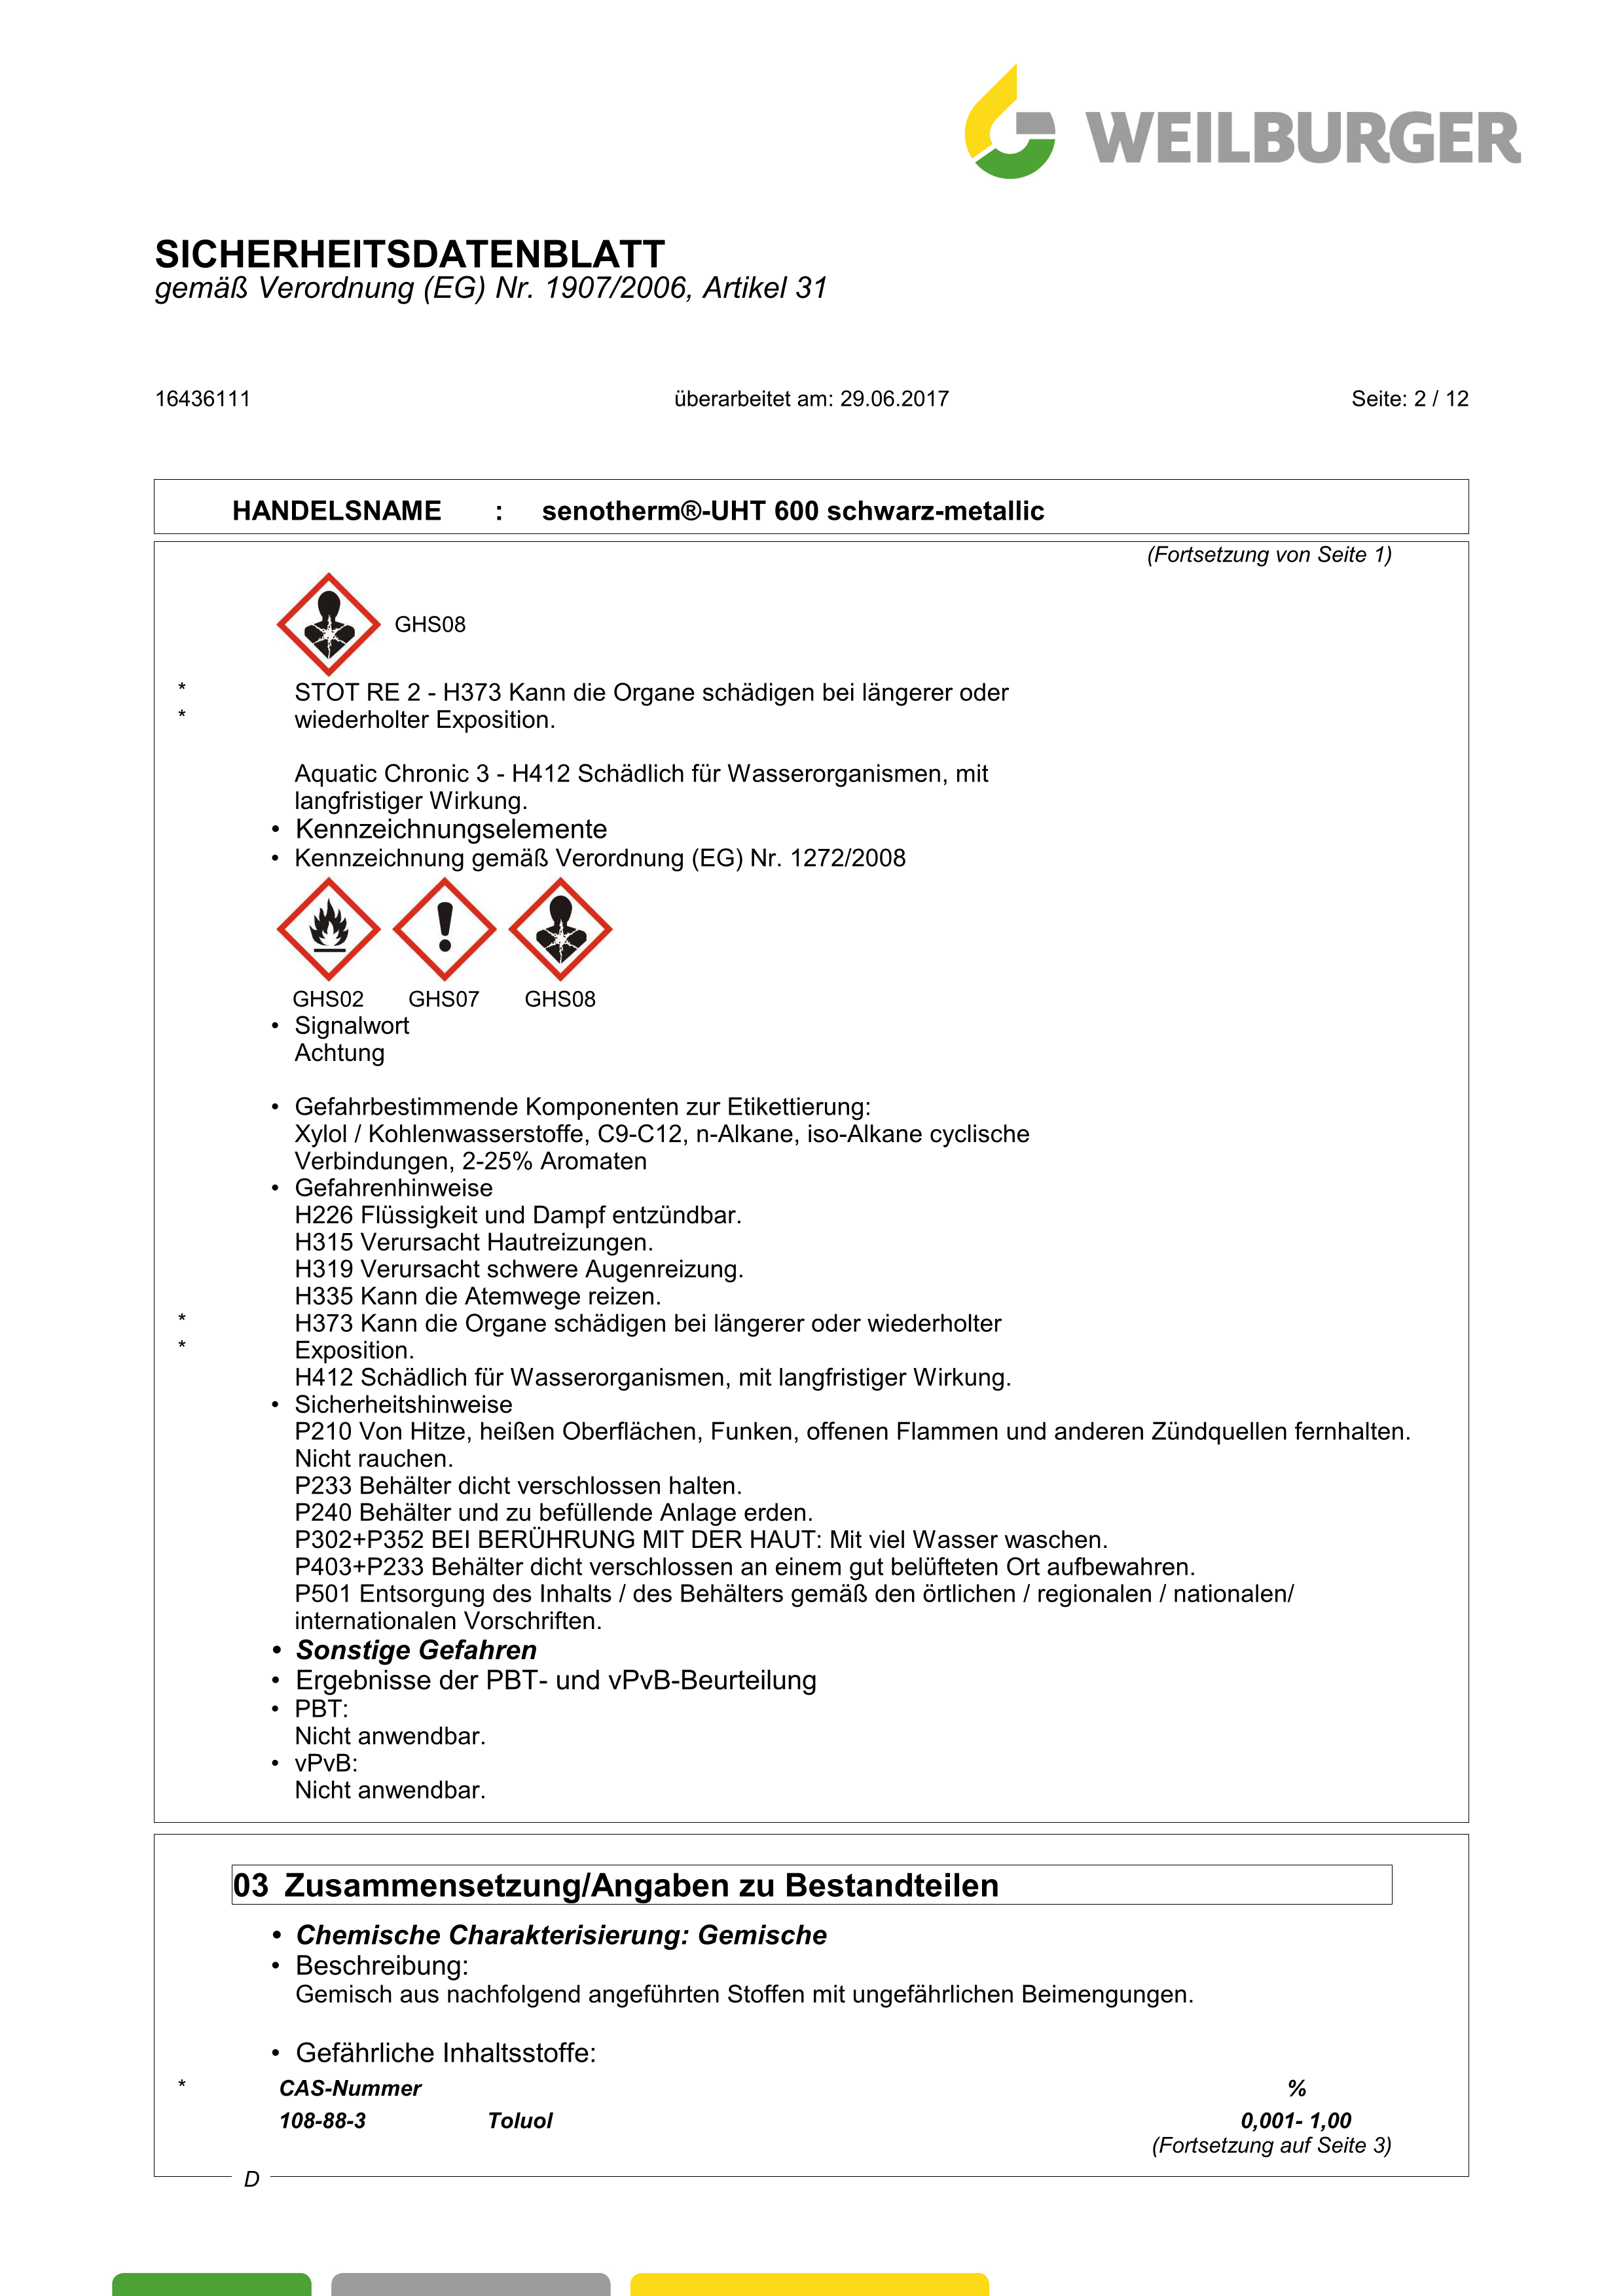 WEILBURGER
SICHERHEITSDATENBLATT
gemäß Verordnung (EG) Nr. 1907/2006, Artikel 31
16436111 überarbeitet am: 29.06.2017 Seite: 2 / 12
HANDELSNAME : senotherm®-UHT 600 schwarz-metallic
(Fortsetzung von Seite 1)
GHS08
* STOT RE 2 - H373 Kann die Organe schädigen bei längerer oder
* wiederholter Exposition.
Aquatic Chronic 3 - H412 Schädlich für Wasserorganismen, mit
langfristiger Wirkung.
• Kennzeichnungselemente
• Kennzeichnung gemäß Verordnung (EG) Nr. 1272/2008
GHS02 GHS07 GHS08
• Signalwort
Achtung
• Gefahrbestimmende Komponenten zur Etikettierung:
Xylol / Kohlenwasserstoffe, C9-C12, n-Alkane, iso-Alkane cyclische
Verbindungen, 2-25% Aromaten
• Gefahrenhinweise
H226 Flüssigkeit und Dampf entzündbar.
H315 Verursacht Hautreizungen.
H319 Verursacht schwere Augenreizung.
H335 Kann die Atemwege reizen.
* H373 Kann die Organe schädigen bei längerer oder wiederholter
* Exposition.
H412 Schädlich für Wasserorganismen, mit langfristiger Wirkung.
• Sicherheitshinweise
P210 Von Hitze, heißen Oberflächen, Funken, offenen Flammen und anderen Zündquellen fernhalten.
Nicht rauchen.
P233 Behälter dicht verschlossen halten.
P240 Behälter und zu befüllende Anlage erden.
P302+P352 BEI BERÜHRUNG MIT DER HAUT: Mit viel Wasser waschen.
P403+P233 Behälter dicht verschlossen an einem gut belüfteten Ort aufbewahren.
P501 Entsorgung des Inhalts / des Behälters gemäß den örtlichen / regionalen / nationalen/
internationalen Vorschriften.
• Sonstige Gefahren
• Ergebnisse der PBT- und vPvB-Beurteilung
• PBT:
Nicht anwendbar.
• vPvB:
Nicht anwendbar.
03 Zusammensetzung/Angaben zu Bestandteilen
• Chemische Charakterisierung: Gemische
• Beschreibung:
Gemisch aus nachfolgend angeführten Stoffen mit ungefährlichen Beimengungen.
• Gefährliche Inhaltsstoffe:
* CAS-Nummer %
108-88-3 Toluol 0,001- 1,00
(Fortsetzung auf Seite 3)
D